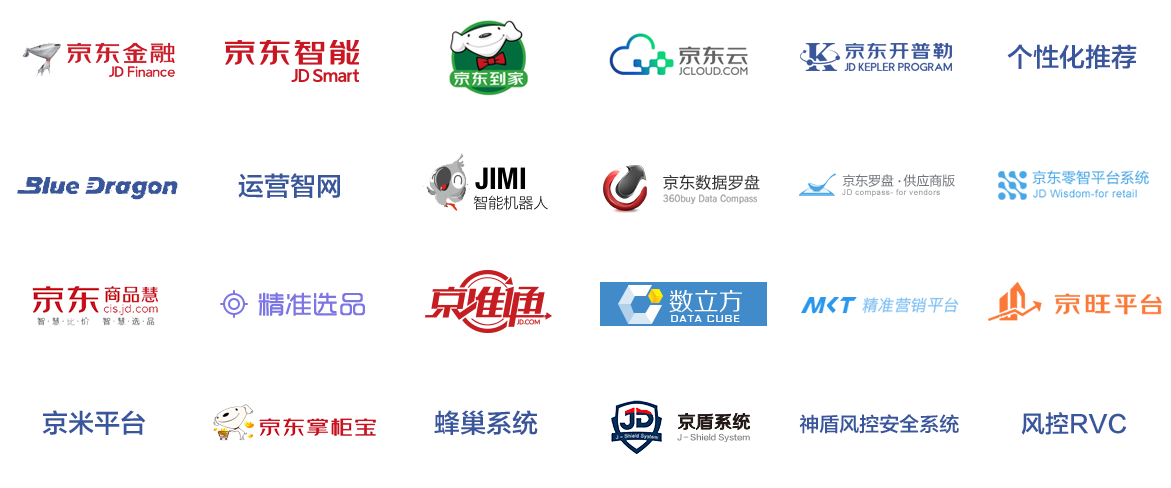 京东金融
JD Finance
京东智能
JD Smart
京东到家
京东云
JCLOUD.COM
京东开普勒
JD KEPLER PROGRAM
个性化推荐
Blue Dragon
运营智网
JIMI
智能机器人
京东数据罗盘
360buy Data Compass
京东罗盘·供应商版
JD compass- for vendors
京东零智平台系统
JD Wisdom-for retail
京东商品慧
cis.jd.com
智·慧·比·价 智·慧·选·品
精准选品
京准通
JD.COM
数立方
DATA CUBE
MKT 精准营销平台
京旺平台
京米平台
京东掌柜宝
蜂巢系统
JD
J-Shield System
京盾系统
J-Shield System
神盾风控安全系统
风控RVC